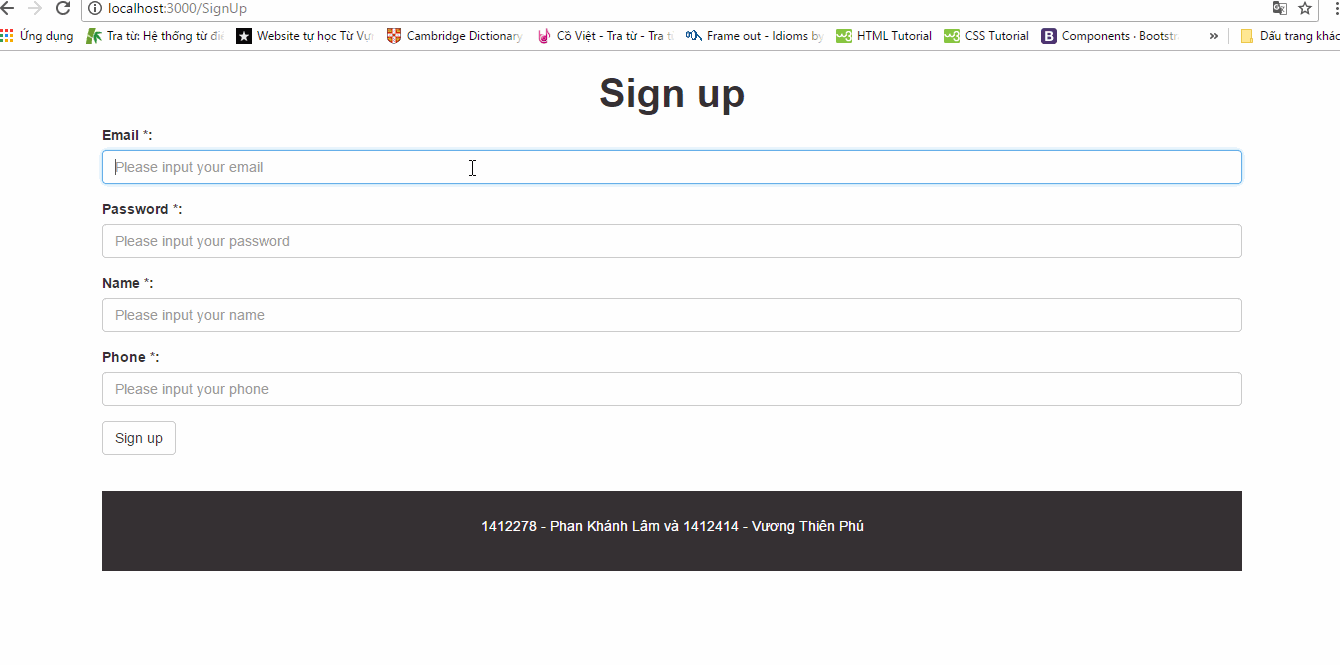 localhost:3000/SignUp
Ứng dụng Tra từ: Hệ thống từ điể Website tự học Từ Vự Cambridge Dictionary Cồ Việt - Tra từ - Tra t Frame out - Idioms by HTML Tutorial CSS Tutorial B Components · Bootstr » Dấu trang khác
Sign up
Email *:
Please input your email
Password *:
Please input your password
Name *:
Please input your name
Phone *:
Please input your phone
Sign up
1412278 - Phan Khánh Lâm và 1412414 - Vương Thiên Phú